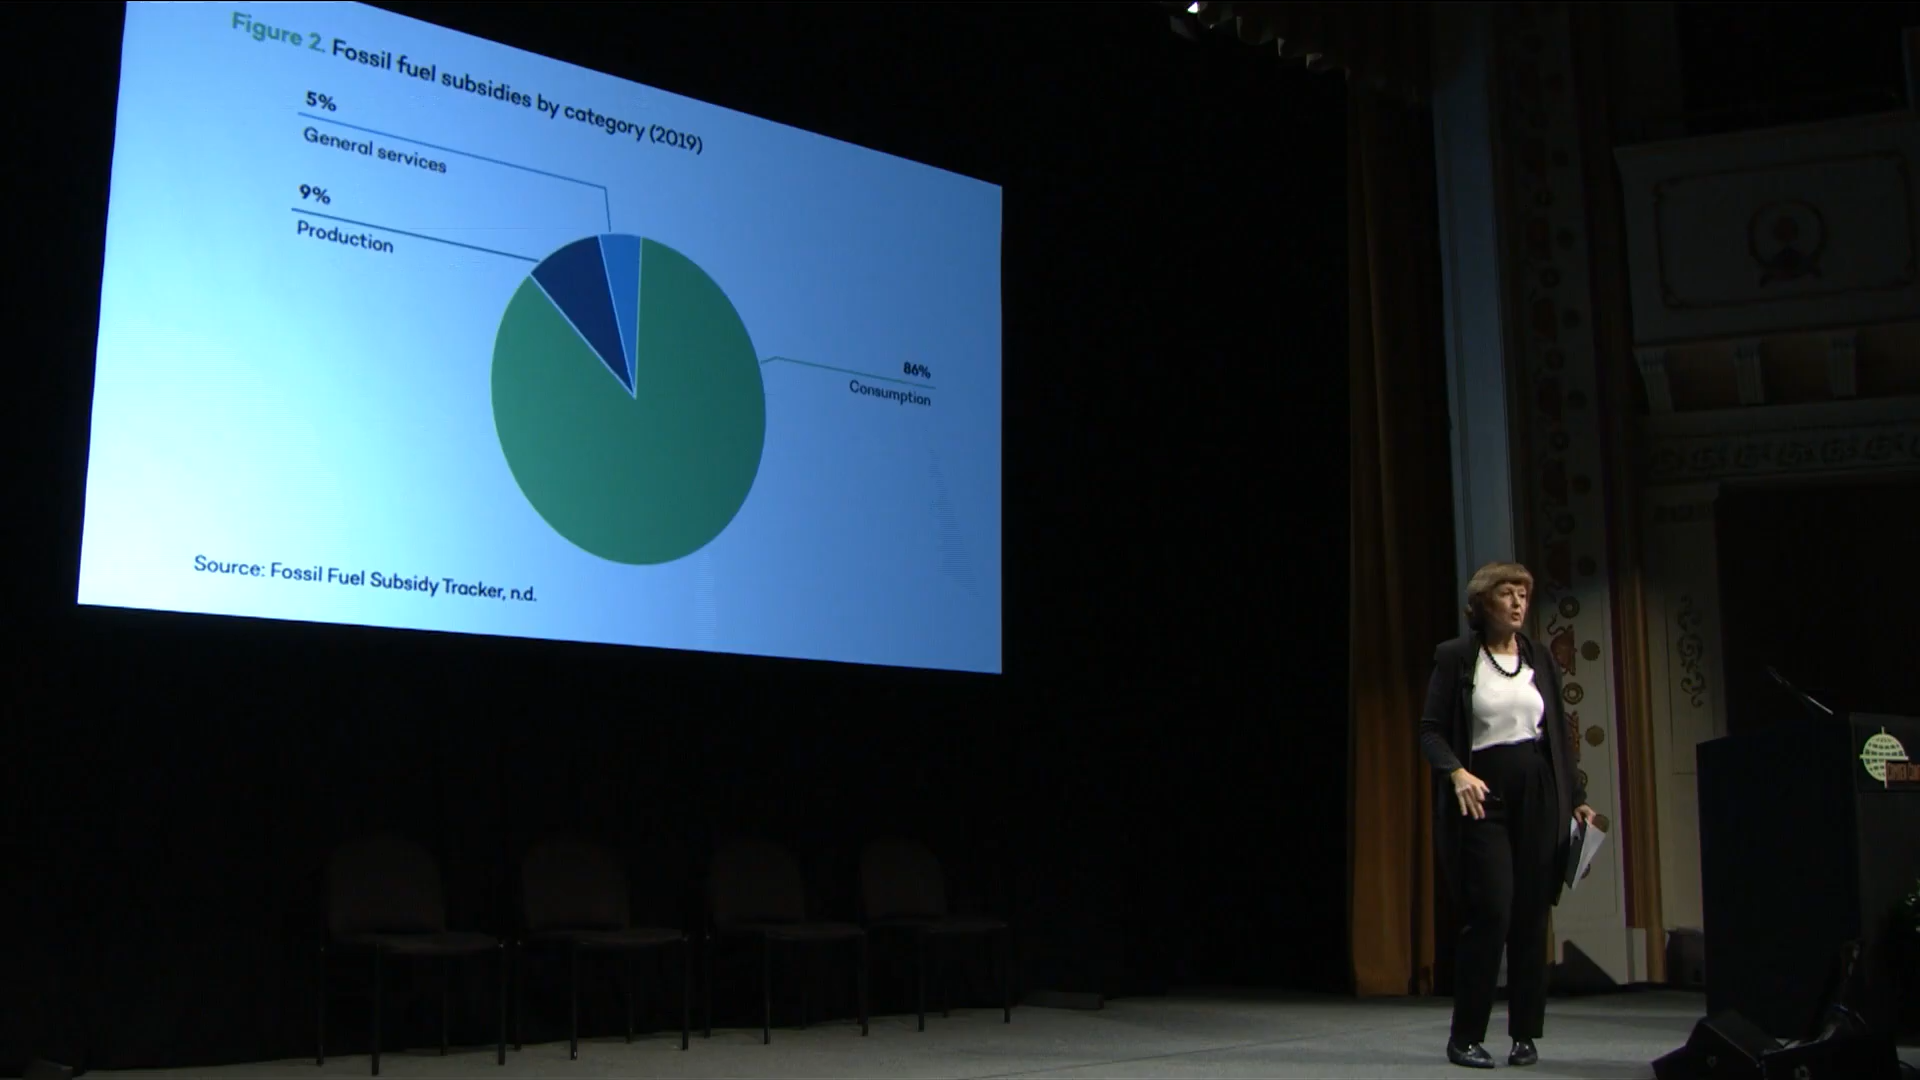 Figure 2. Fossil fuel subsidies by category (2019)
5%
General services
9%
Production
86%
Consumption
Source: Fossil Fuel Subsidy Tracker, n.d.